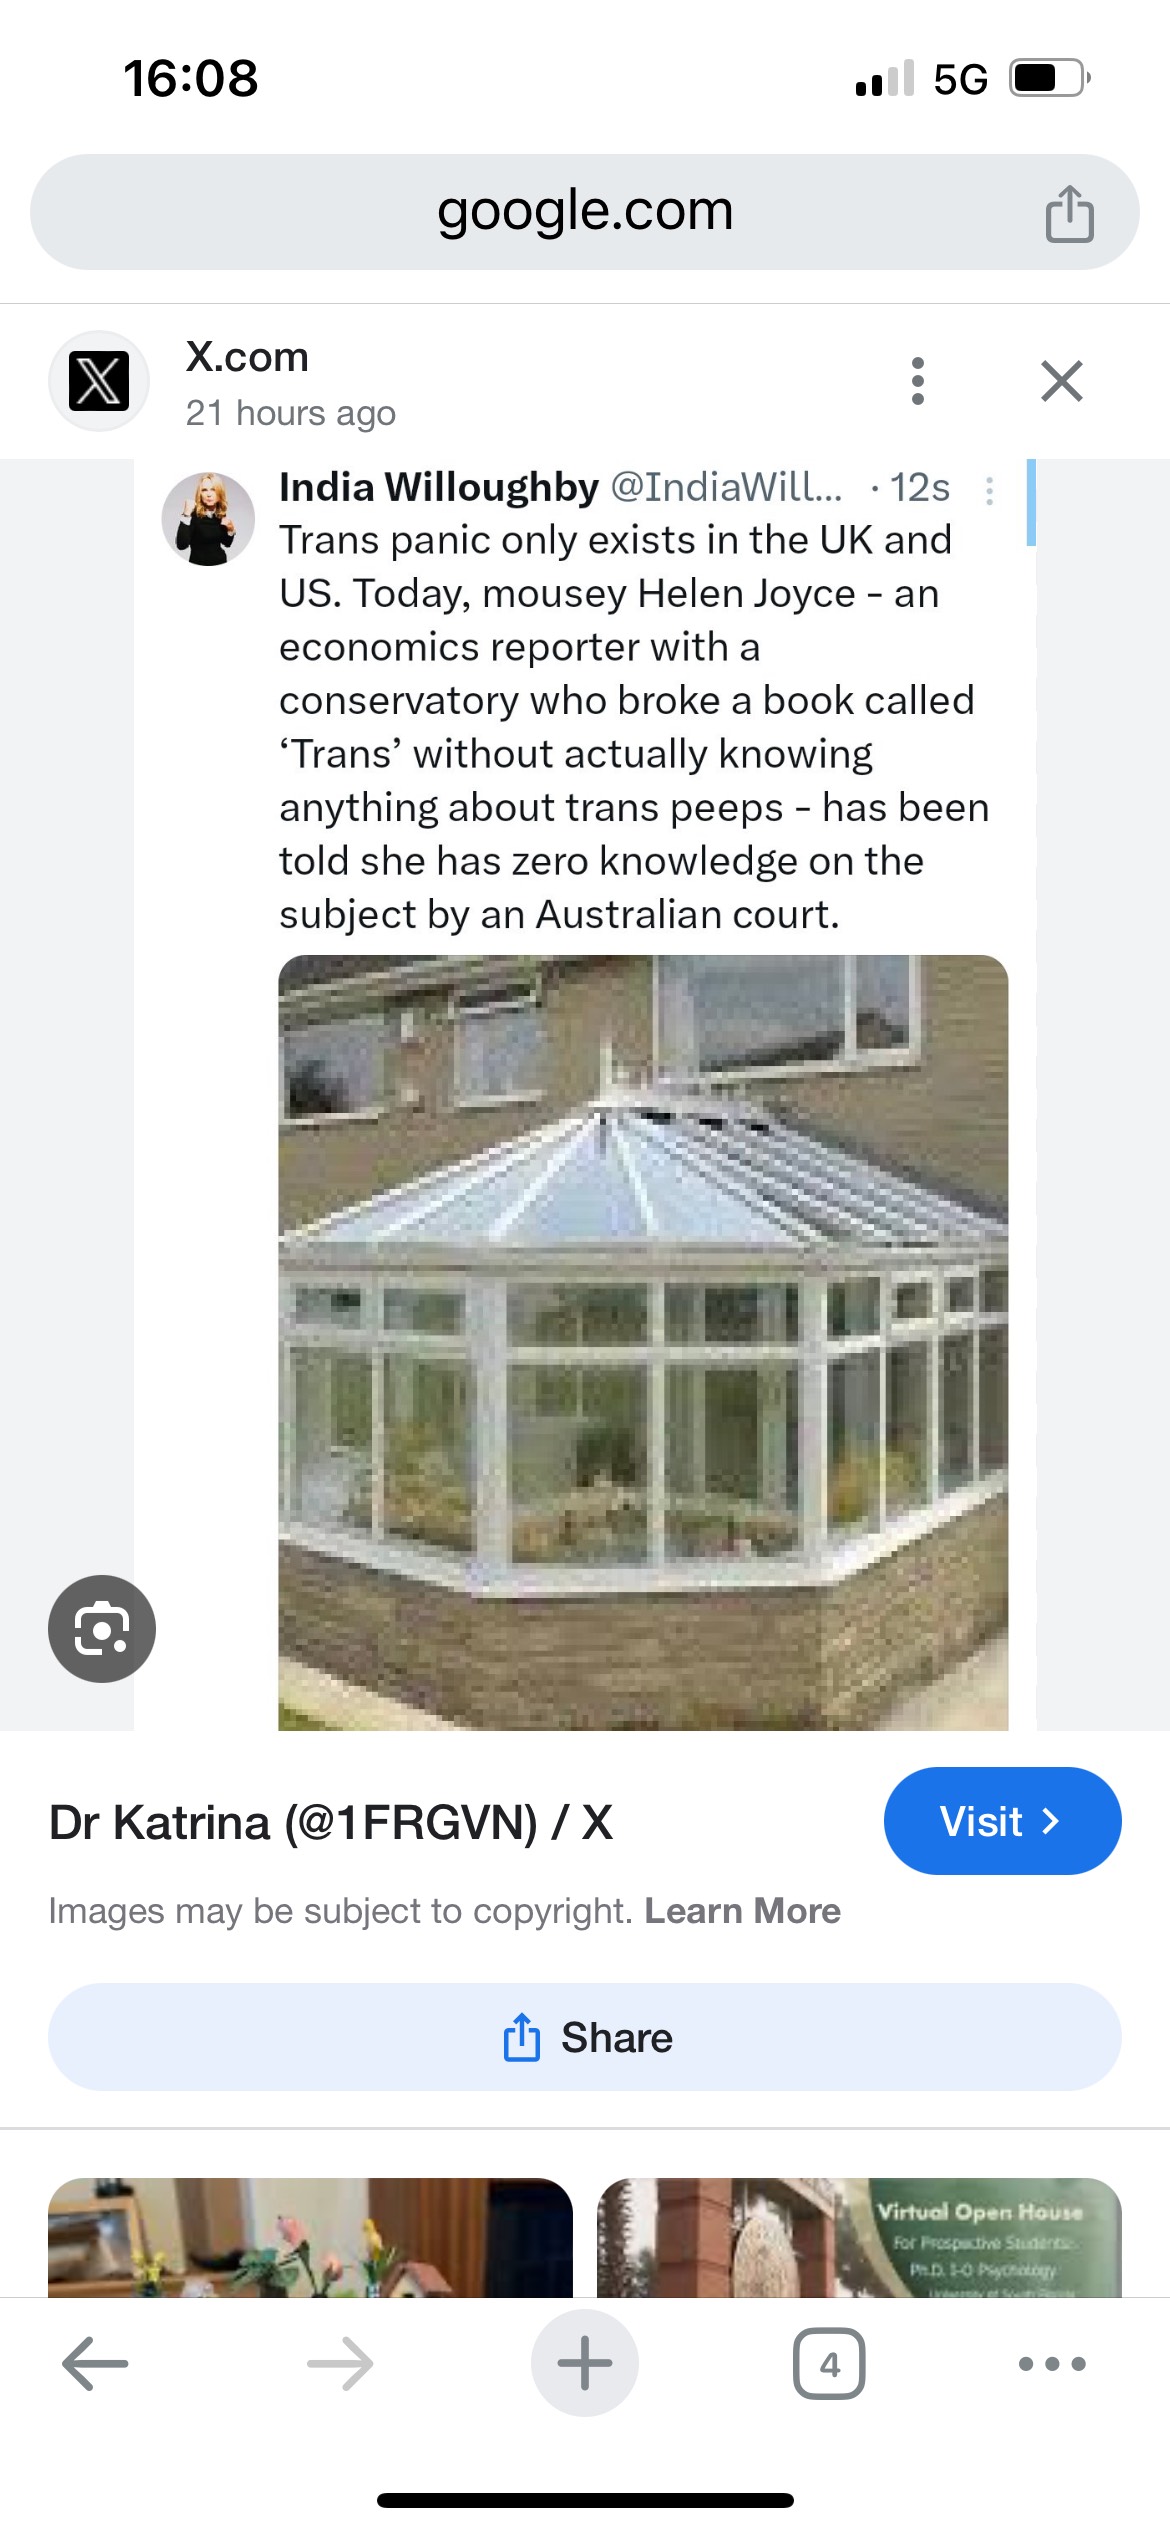 16:08
5G
google.com
X.com
21 hours ago
India Willoughby @IndiaWill... · 12s
Trans panic only exists in the UK and
US. Today, mousey Helen Joyce - an
economics reporter with a
conservatory who broke a book called
‘Trans’ without actually knowing
anything about trans peeps - has been
told she has zero knowledge on the
subject by an Australian court.
Dr Katrina (@1FRGVN) / X
Visit
Images may be subject to copyright. Learn More
Share
Virtual Open House
For Prospective Students:
Ph.D. I-O Psychology
University of South Florida
4